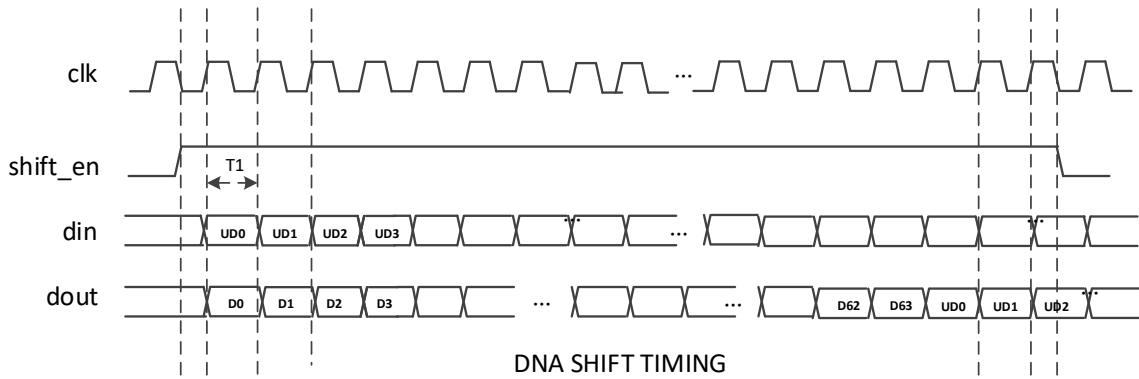 clk
...
shift_en
T1
din
UD0 UD1 UD2 UD3 ... ... ...
dout
D0 D1 D2 D3 ... ... D62 D63 UD0 UD1 UD2 ...
DNA SHIFT TIMING